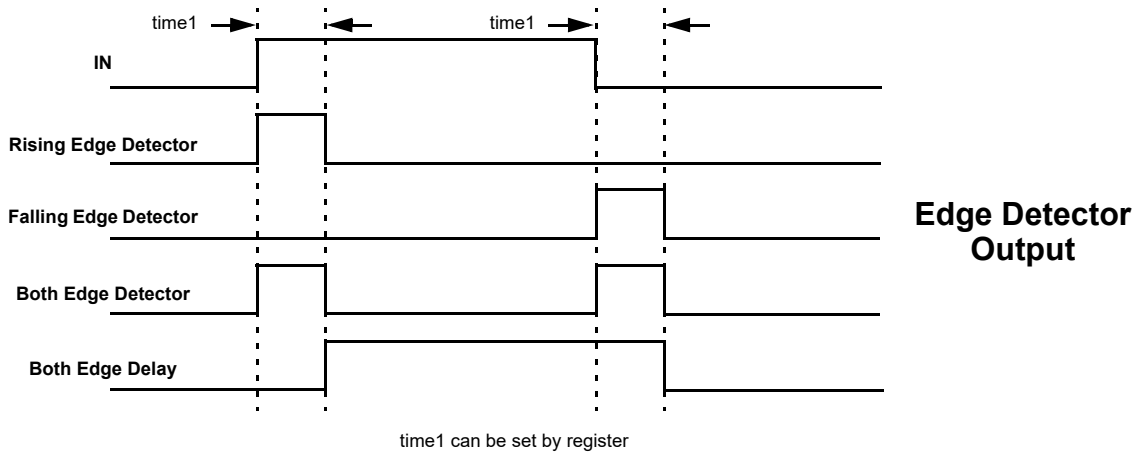 time1
time1
IN
Rising Edge Detector
Falling Edge Detector
Edge Detector
Output
Both Edge Detector
Both Edge Delay
time1 can be set by register